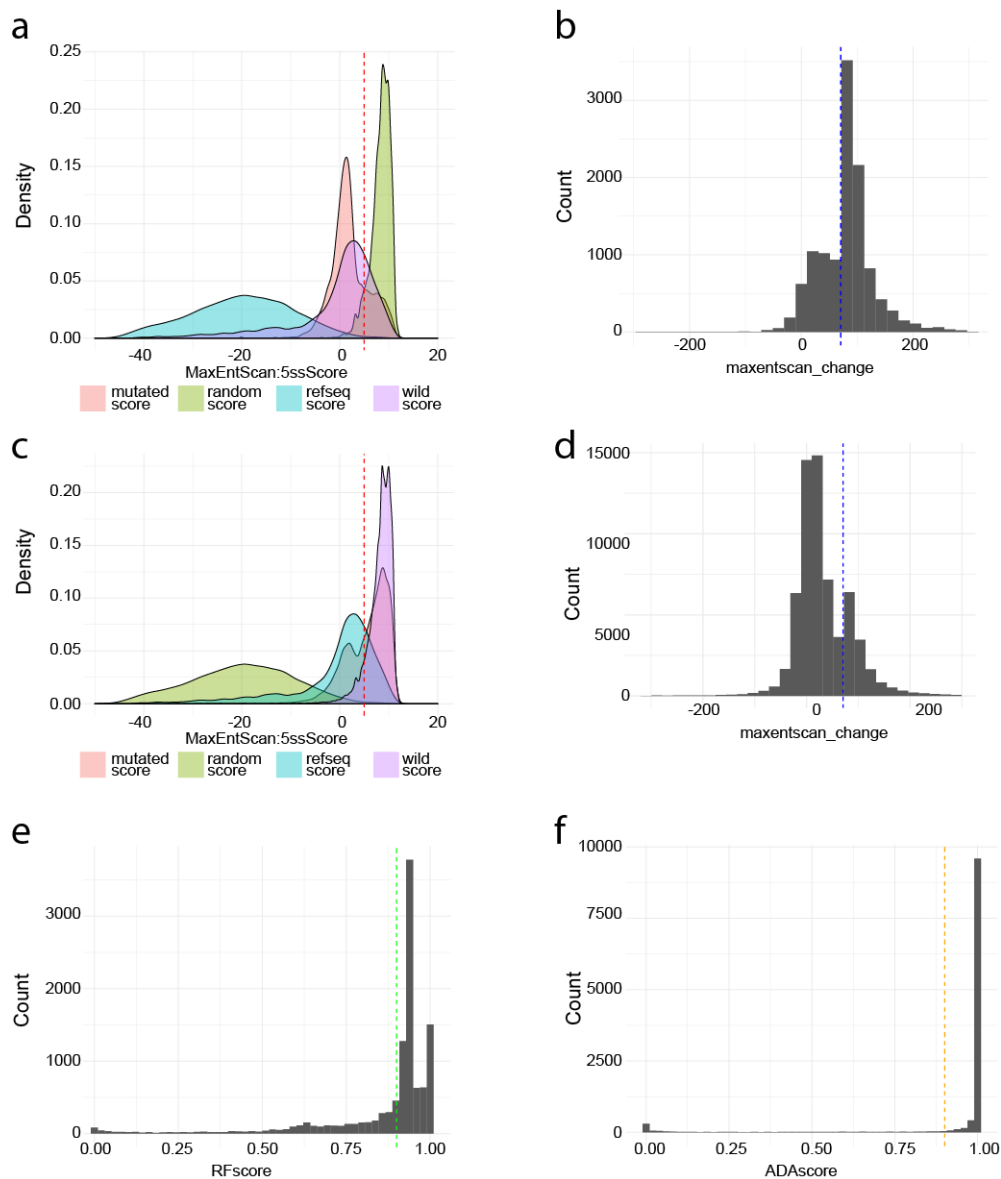 a
0.25
0.20
0.15
0.10
0.05
0.00
Density
-40
-20
0
20
MaxEntScan:5ssScore
mutated score
random score
refseq score
wild score
b
3000
2000
1000
0
Count
-200
0
200
maxentscan_change
c
0.20
0.15
0.10
0.05
0.00
Density
-40
-20
0
20
MaxEntScan:5ssScore
mutated score
random score
refseq score
wild score
d
15000
10000
5000
0
Count
-200
0
200
maxentscan_change
e
3000
2000
1000
0
Count
0.00
0.25
0.50
0.75
1.00
RFscore
f
10000
7500
5000
2500
0
Count
0.00
0.25
0.50
0.75
1.00
ADAscore